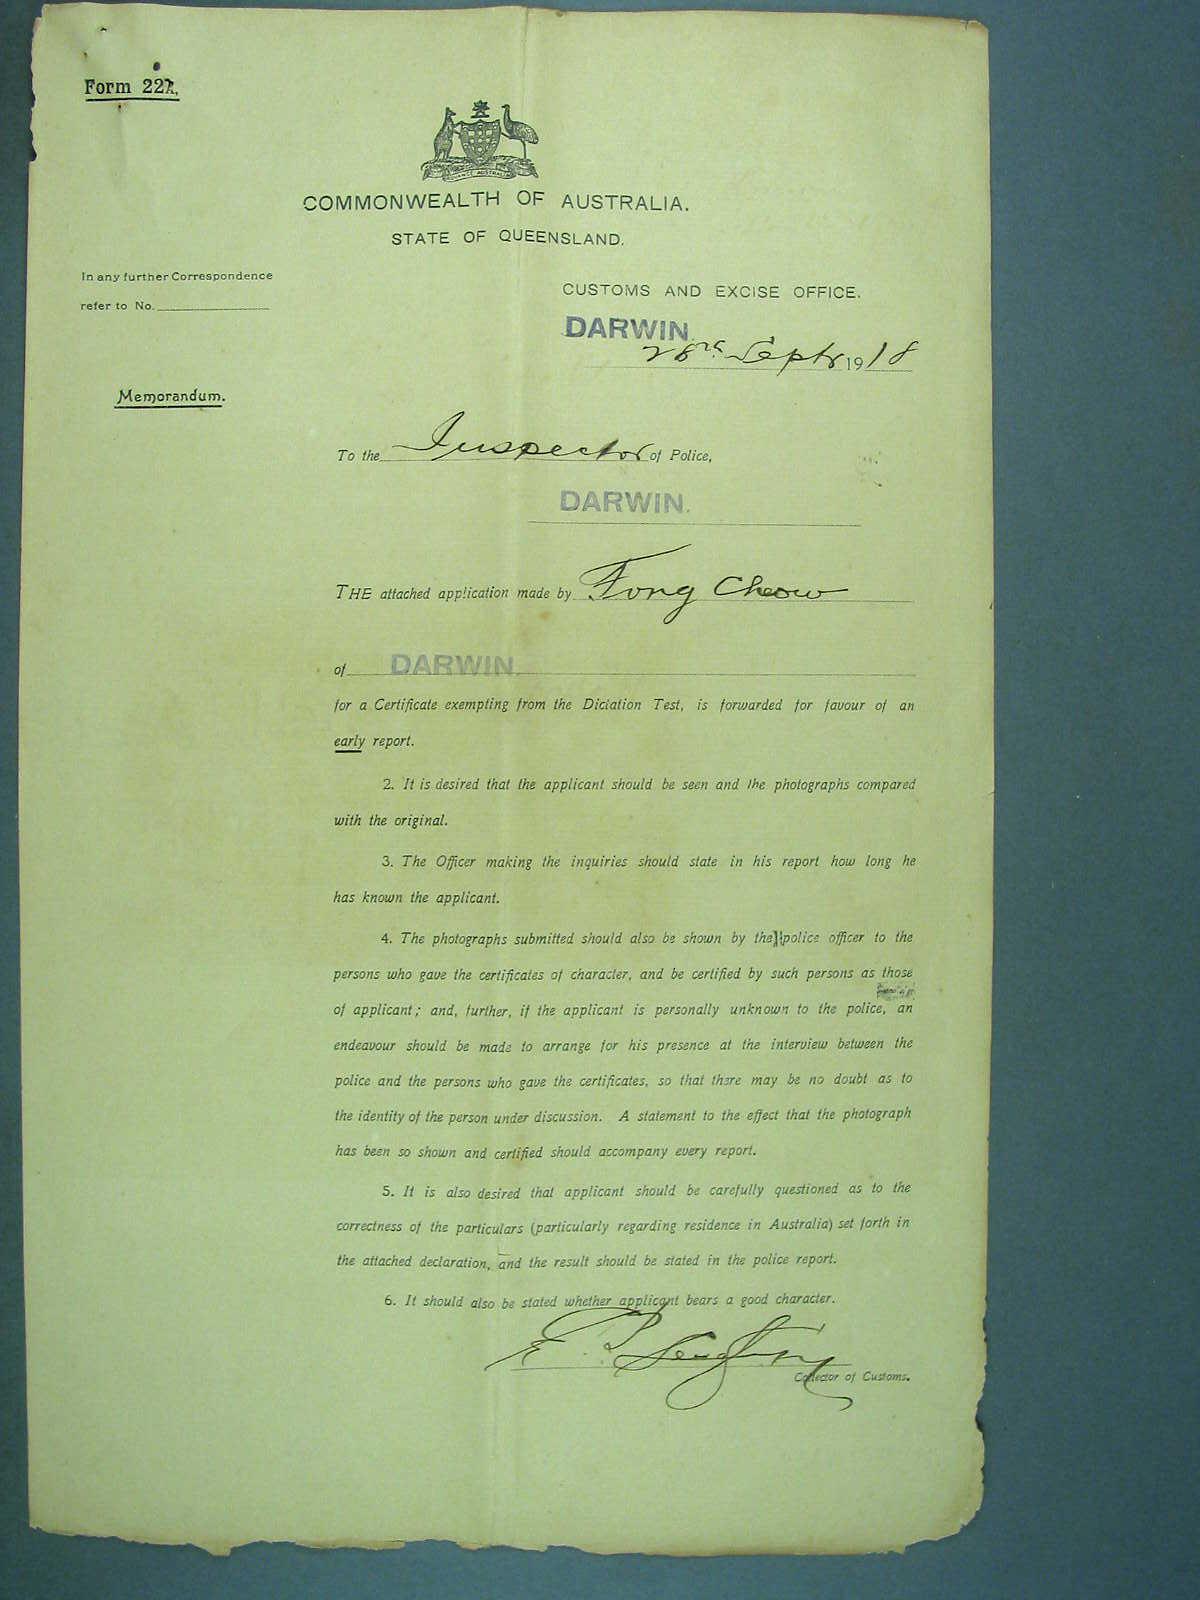 Form 22A.
ADVANCE AUSTRALIA
COMMONWEALTH OF AUSTRALIA.
STATE OF QUEENSLAND.
In any further Correspondence
refer to No.
CUSTOMS AND EXCISE OFFICE.
DARWIN
Septr 1918
Memorandum.
To the Inspector of Police,
DARWIN.
THE attached application made by Fong Cheow
of DARWIN.
for a Certificate exempting from the Dictation Test, is forwarded for favour of an
early report.
2. It is desired that the applicant should be seen and the photographs compared
with the original.
3. The Officer making the inquiries should state in his report how long he
has known the applicant.
4. The photographs submitted should also be shown by the police officer to the
persons who gave the certificates of character, and be certified by such persons as those
of applicant; and, further, if the applicant is personally unknown to the police, an
endeavour should be made to arrange for his presence at the interview between the
police and the persons who gave the certificates, so that there may be no doubt as to
the identity of the person under discussion. A statement to the effect that the photograph
has been so shown and certified should accompany every report.
5. It is also desired that applicant should be carefully questioned as to the
correctness of the particulars (particularly regarding residence in Australia) set forth in
the attached declaration, and the result should be stated in the police report.
6. It should also be stated whether applicant bears a good character.
Collector of Customs.